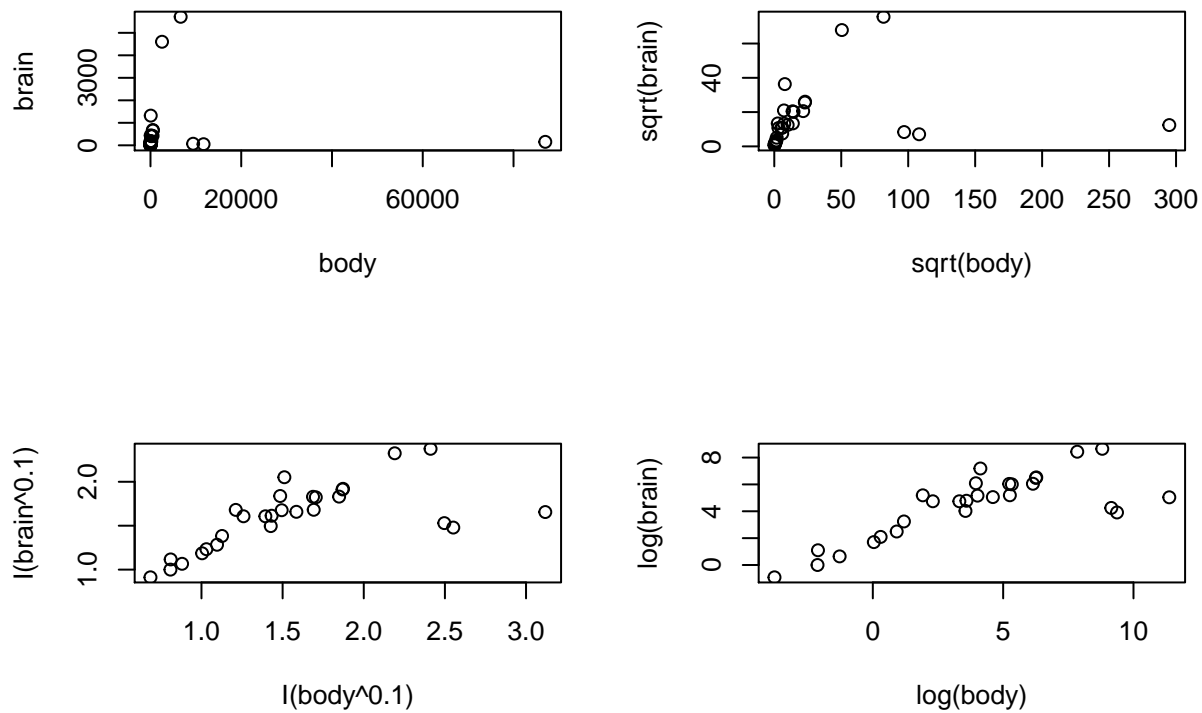 brain
0
3000
0
20000
60000
body
sqrt(brain)
0
40
0 50 100 150 200 250 300
sqrt(body)
I(brain^0.1)
1.0
2.0
1.0 1.5 2.0 2.5 3.0
I(body^0.1)
log(brain)
0
4
8
0 5 10
log(body)